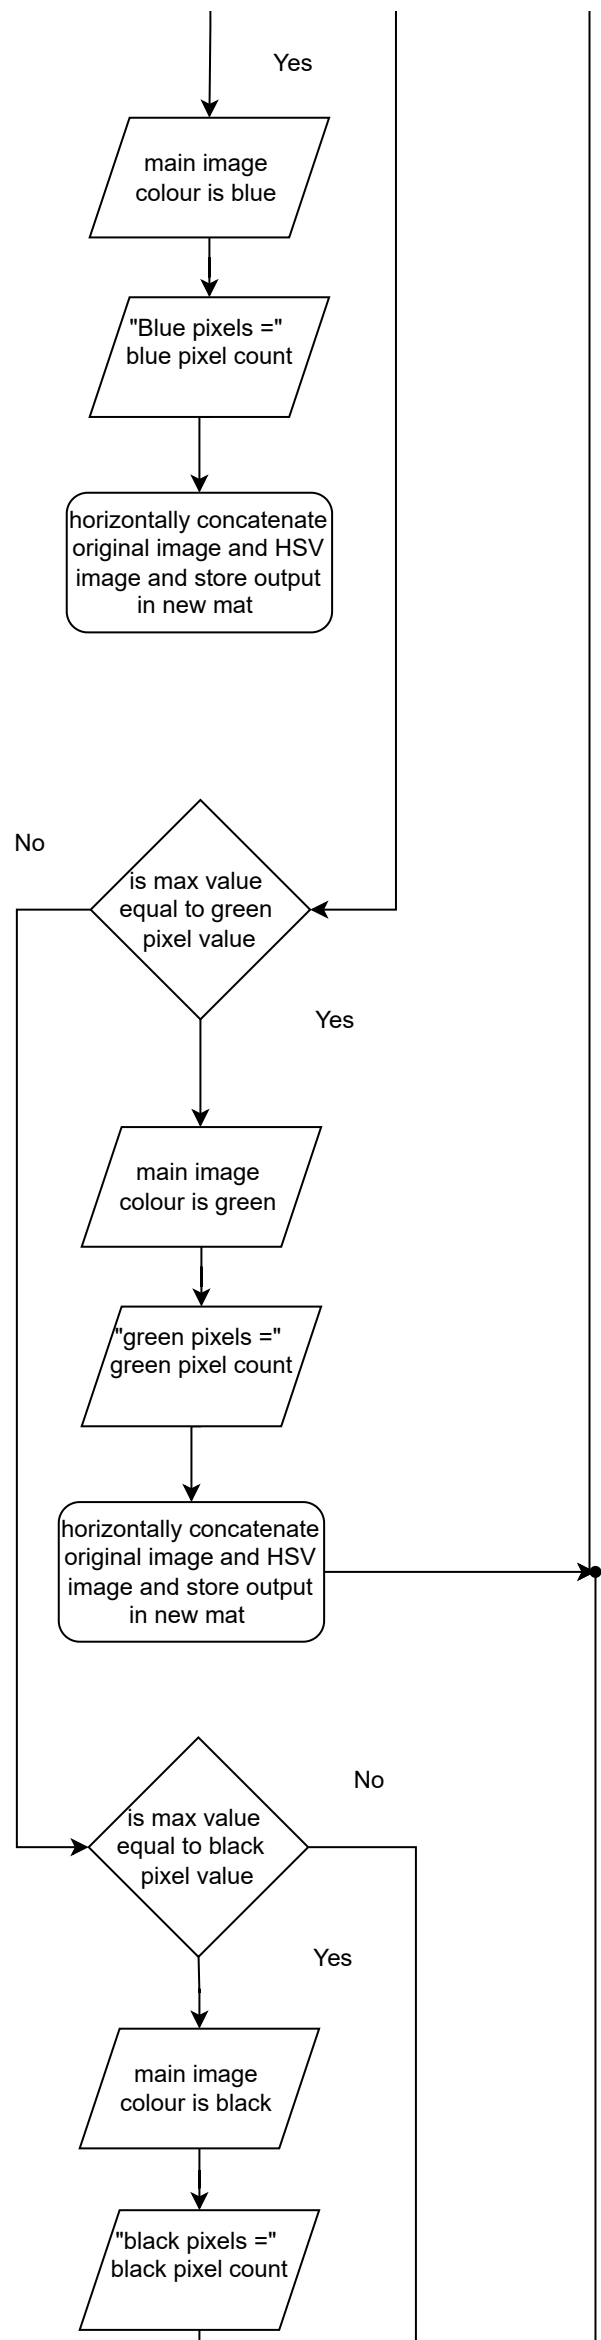 Yes
main image
colour is blue
"Blue pixels ="
blue pixel count
horizontally concatenate
original image and HSV
image and store output
in new mat
No
is max value
equal to green
pixel value
Yes
main image
colour is green
"green pixels ="
green pixel count
horizontally concatenate
original image and HSV
image and store output
in new mat
No
is max value
equal to black
pixel value
Yes
main image
colour is black
"black pixels ="
black pixel count